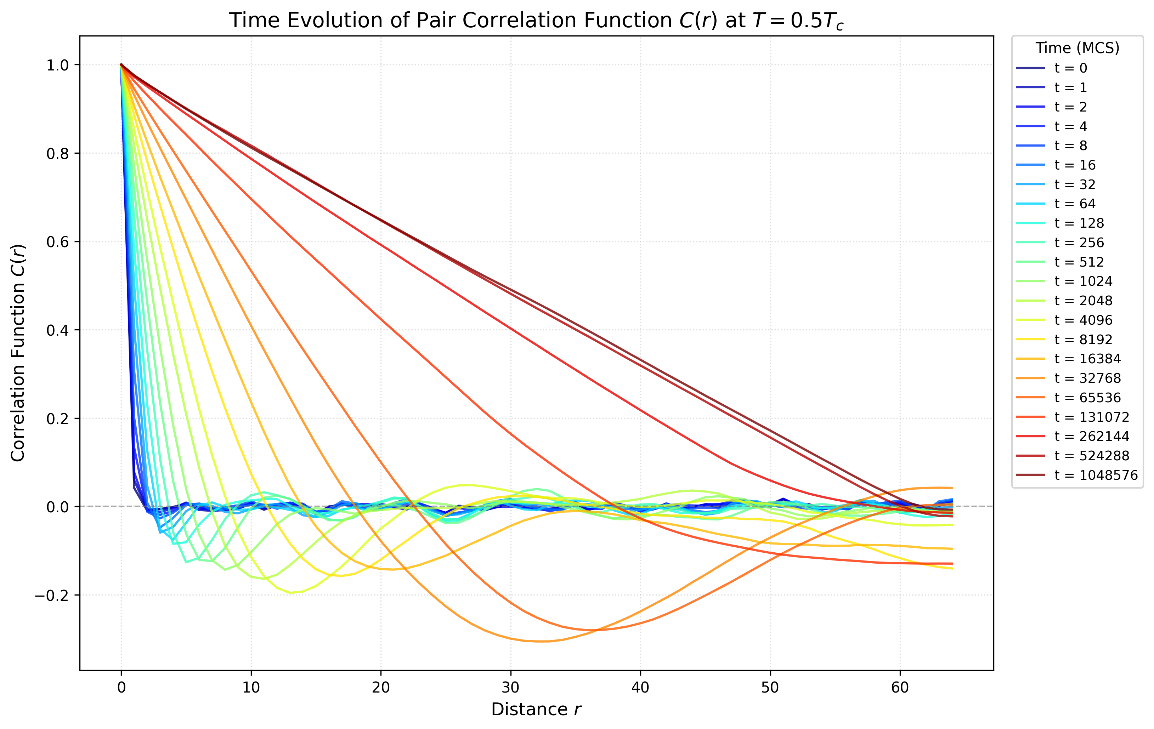 Time Evolution of Pair Correlation Function C(r) at T = 0.5T_c
Correlation Function C(r)
1.0
0.8
0.6
0.4
0.2
0.0
−0.2
0
10
20
30
40
50
60
Distance r
Time (MCS)
t = 0
t = 1
t = 2
t = 4
t = 8
t = 16
t = 32
t = 64
t = 128
t = 256
t = 512
t = 1024
t = 2048
t = 4096
t = 8192
t = 16384
t = 32768
t = 65536
t = 131072
t = 262144
t = 524288
t = 1048576